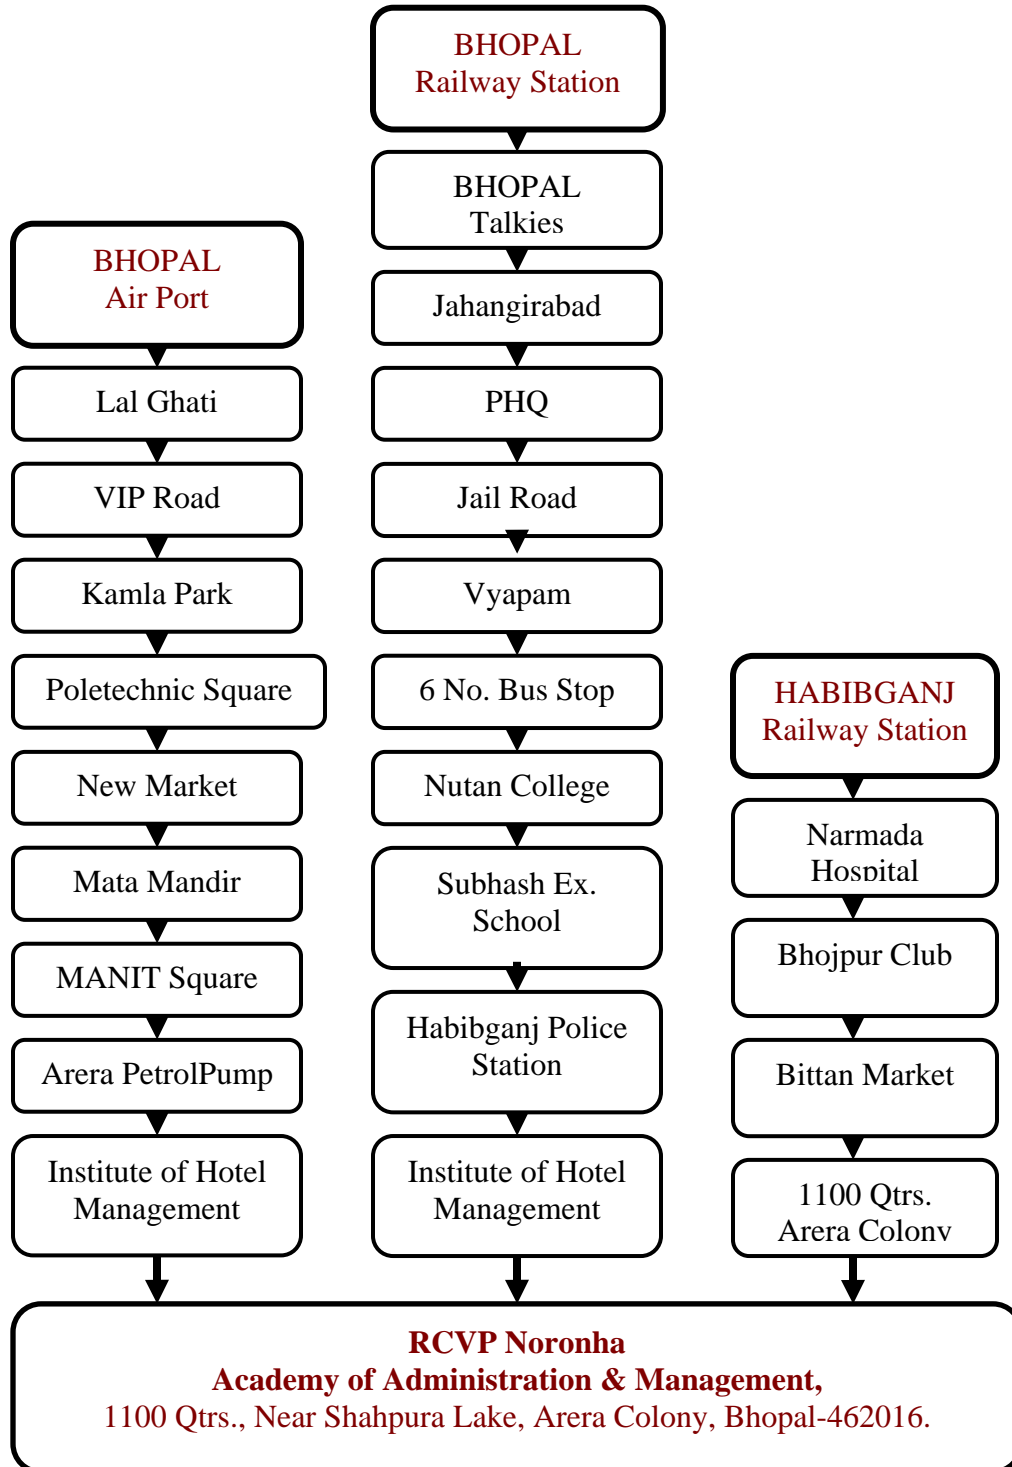 BHOPAL
Air Port
Lal Ghati
VIP Road
Kamla Park
Poletechnic Square
New Market
Mata Mandir
MANIT Square
Arera PetrolPump
Institute of Hotel
Management
BHOPAL
Railway Station
BHOPAL
Talkies
Jahangirabad
PHQ
Jail Road
Vyapam
6 No. Bus Stop
Nutan College
Subhash Ex.
School
Habibganj Police
Station
Institute of Hotel
Management
HABIBGANJ
Railway Station
Narmada
Hospital
Bhojpur Club
Bittan Market
1100 Qtrs.
Arera Colony
RCVP Noronha
Academy of Administration & Management,
1100 Qtrs., Near Shahpura Lake, Arera Colony, Bhopal-462016.